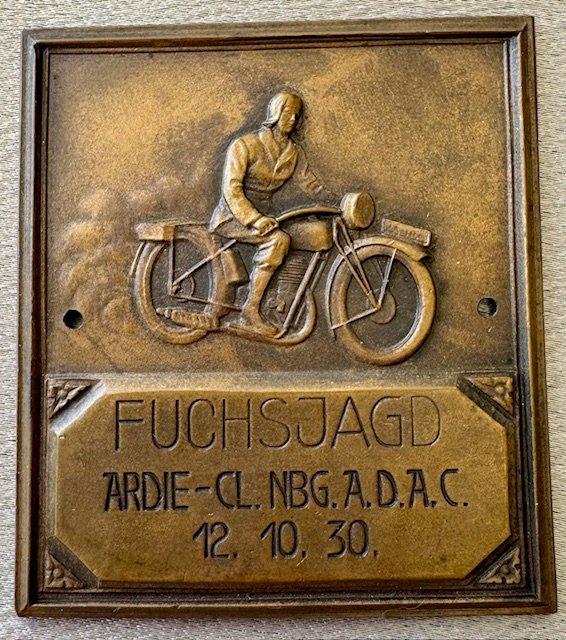 FUCHSJAGD
ARDIE-CL. NBG. A. D. A. C.
12. 10. 30.